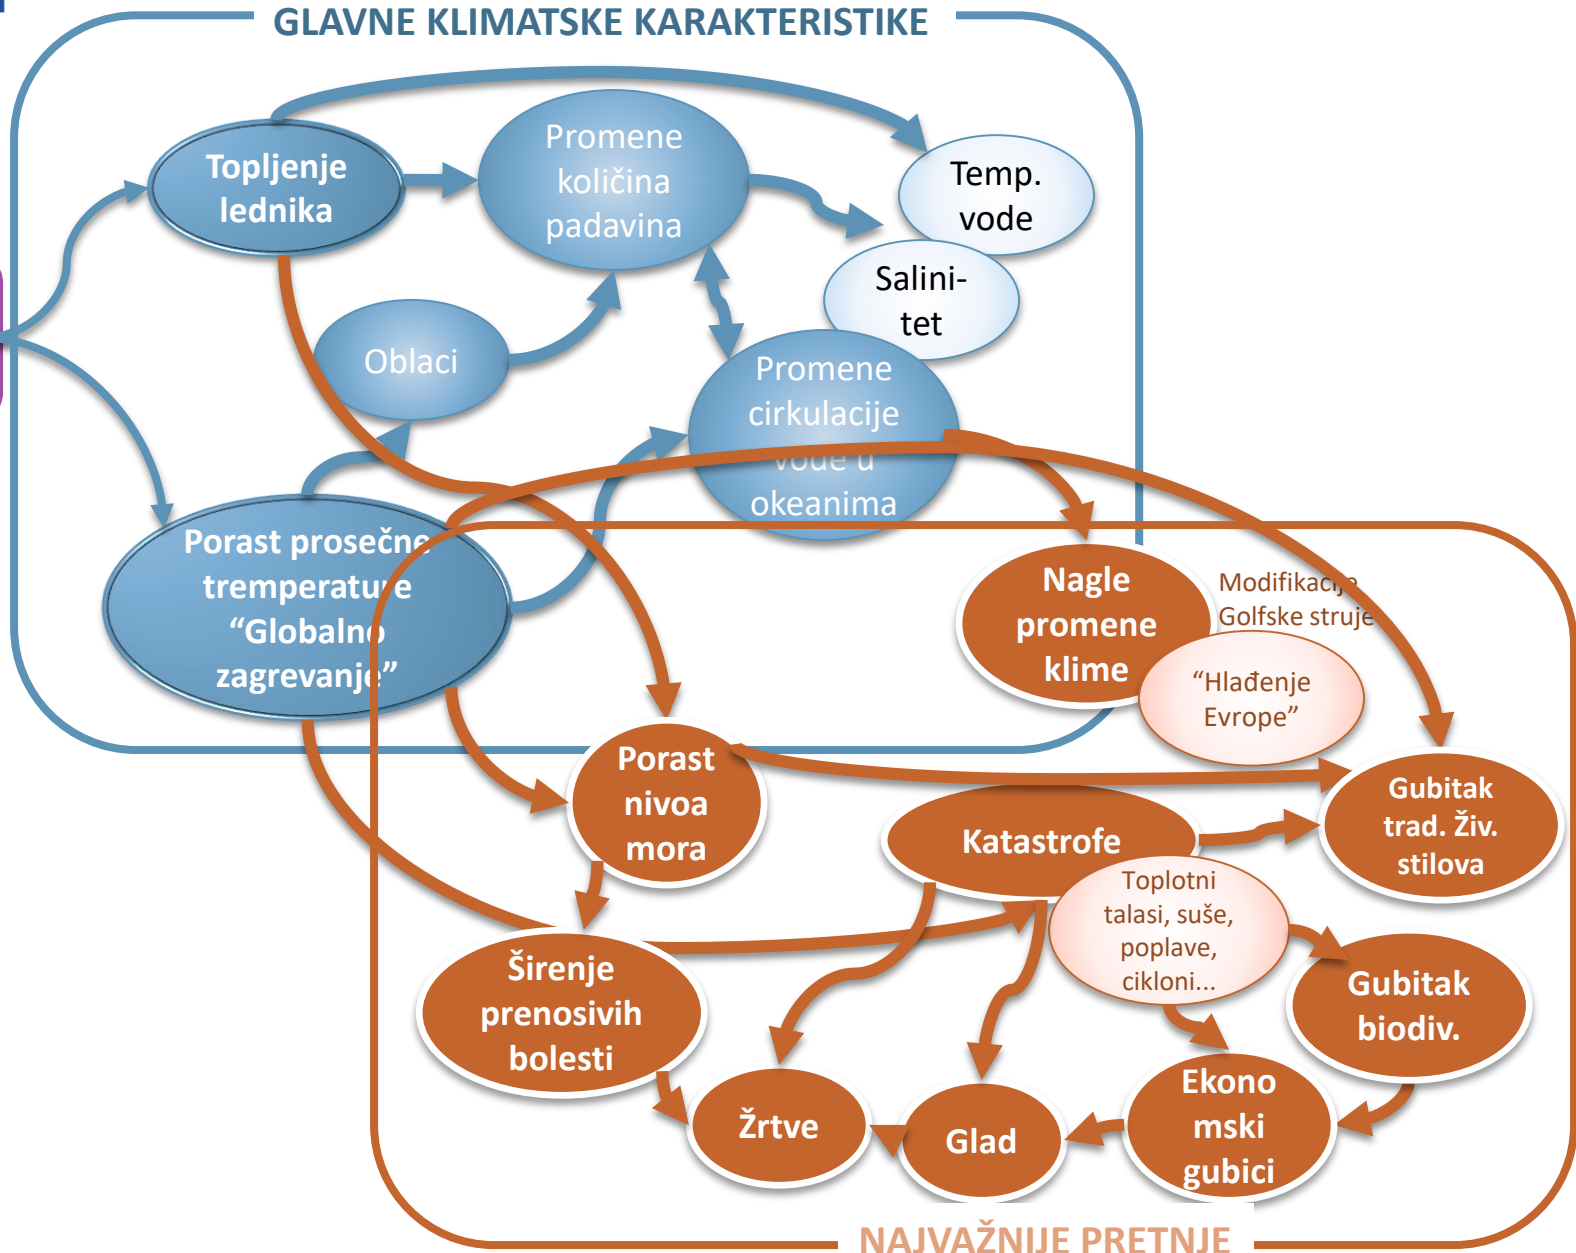 GLAVNE KLIMATSKE KARAKTERISTIKE
Topljenje
lednika
Promene
količina
padavina
Temp.
vode
Salini-
tet
Oblaci
Promene
cirkulacije
vode u
okeanima
Porast prosečne
tremperature
“Globalno
zagrevanje”
Nagle
promene
klime
Modifikacije
Golfske struje
“Hlađenje
Evrope”
Porast
nivoa
mora
Katastrofe
Gubitak
trad. Živ.
stilova
Toplotni
talasi, suše,
poplave,
cikloni...
Širenje
prenosivih
bolesti
Gubitak
biodiv.
Žrtve
Glad
Ekono
mski
gubici
NAJVAŽNIJE PRETNJE